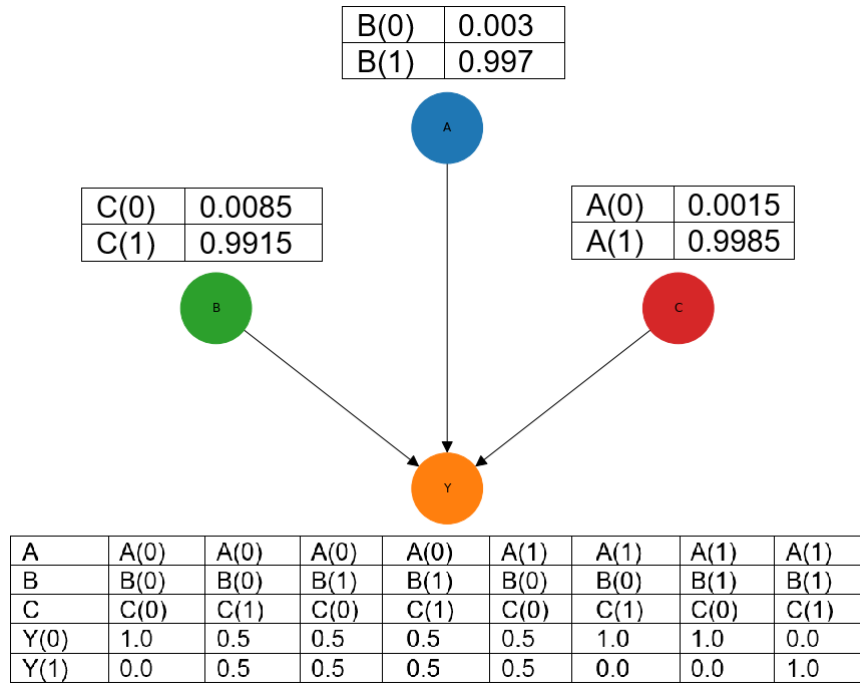 B(0) 0.003
B(1) 0.997
A
C(0) 0.0085
C(1) 0.9915
A(0) 0.0015
A(1) 0.9985
B
C
Y
A A(0) A(0) A(0) A(0) A(1) A(1) A(1) A(1)
B B(0) B(0) B(1) B(1) B(0) B(0) B(1) B(1)
C C(0) C(1) C(0) C(1) C(0) C(1) C(0) C(1)
Y(0) 1.0 0.5 0.5 0.5 0.5 1.0 1.0 0.0
Y(1) 0.0 0.5 0.5 0.5 0.5 0.0 0.0 1.0